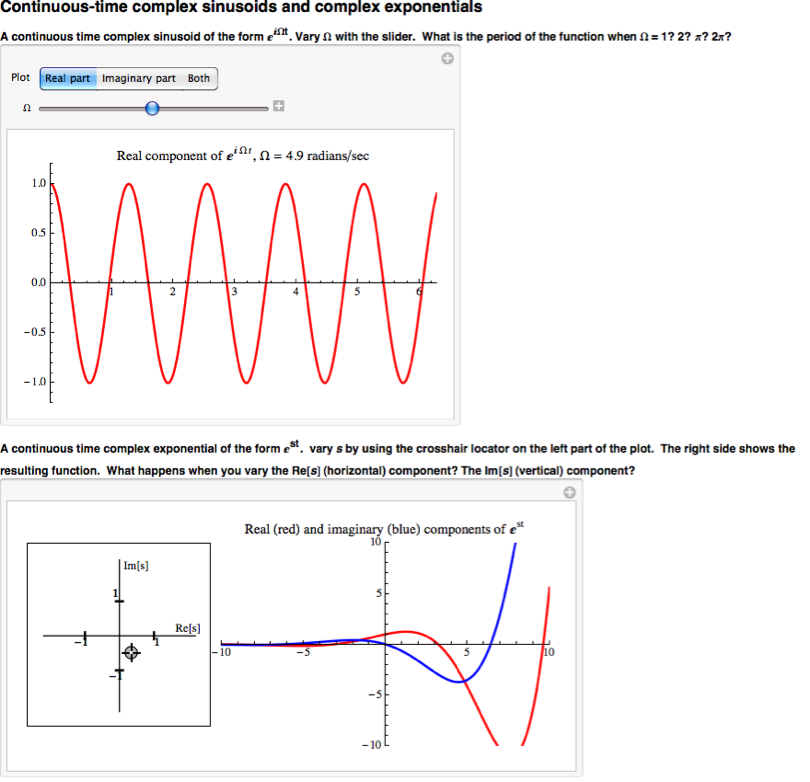 Continuous-time complex sinusoids and complex exponentials
A continuous time complex sinusoid of the form e^{iΩt}. Vary Ω with the slider. What is the period of the function when Ω = 1? 2? π? 2π?
Plot Real part Imaginary part Both
Ω
Real component of e^{iΩt}, Ω = 4.9 radians/sec
1.0
0.5
0.0
1 2 3 4 5 6
-0.5
-1.0
A continuous time complex exponential of the form e^{st}. vary s by using the crosshair locator on the left part of the plot. The right side shows the
resulting function. What happens when you vary the Re[s] (horizontal) component? The Im[s] (vertical) component?
Real (red) and imaginary (blue) components of e^{st}
10
Im[s]
1
5
Re[s]
-1 1
-10 -5 5 10
-1
-5
-10